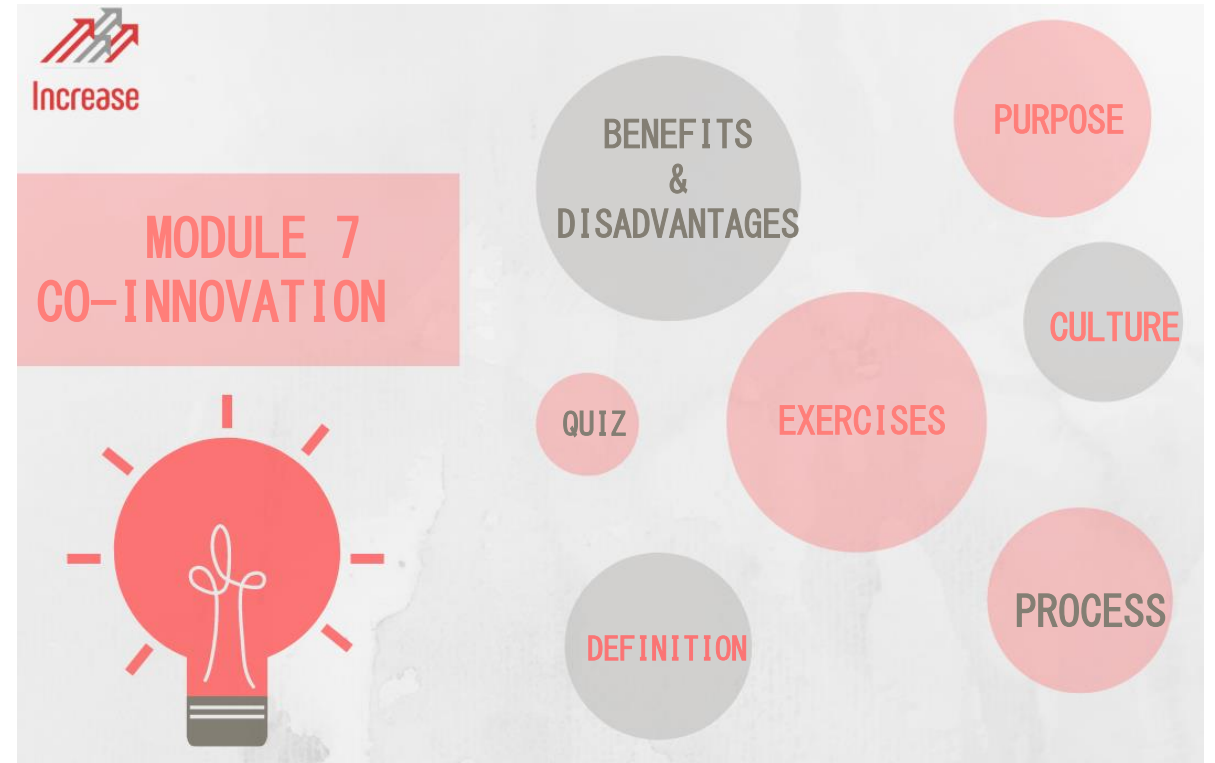 Increase
MODULE 7
CO-INNOVATION
BENEFITS
&
DISADVANTAGES
PURPOSE
CULTURE
QUIZ
EXERCISES
DEFINITION
PROCESS